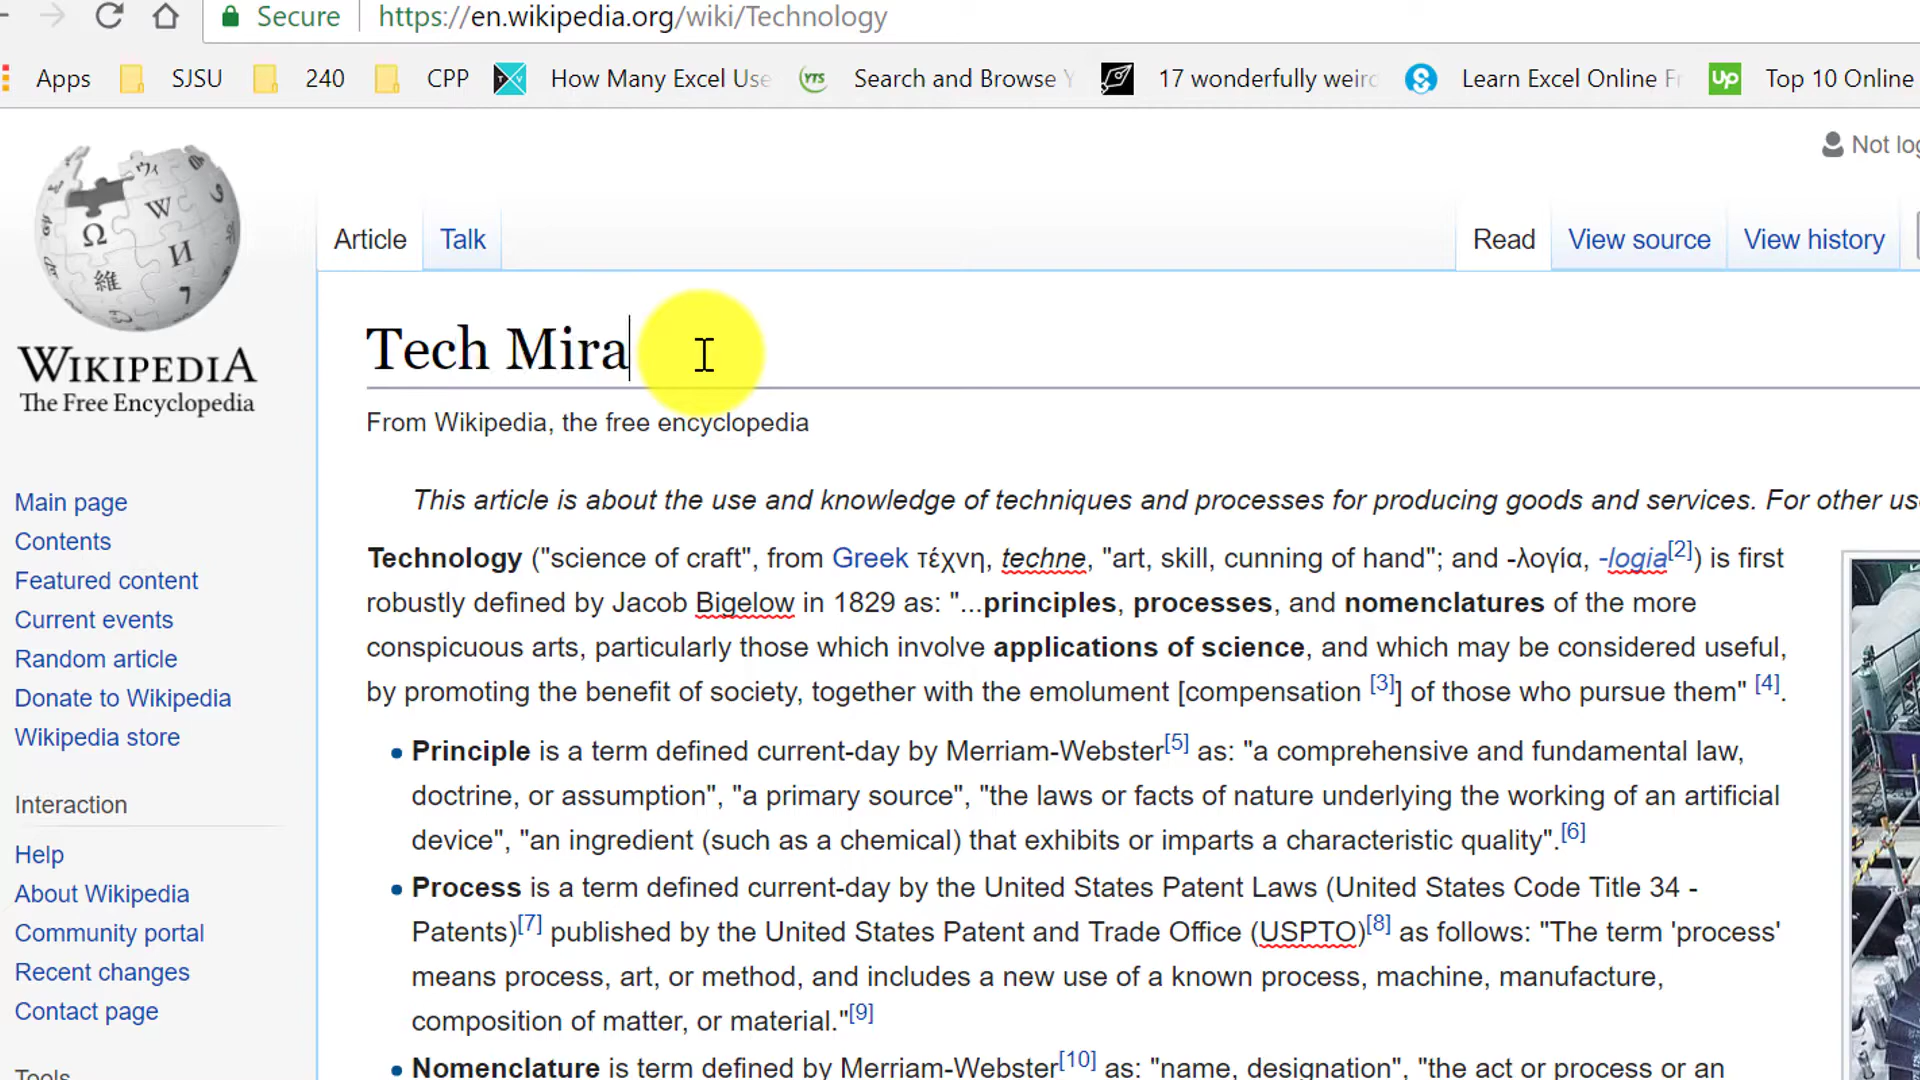 Secure https://en.wikipedia.org/wiki/Technology
Apps SJSU 240 CPP How Many Excel Use Search and Browse Y 17 wonderfully weird Learn Excel Online Fr Up Top 10 Online
Not log
Article Talk Read View source View history
WIKIPEDIA
The Free Encyclopedia
Tech Mira
From Wikipedia, the free encyclopedia
This article is about the use and knowledge of techniques and processes for producing goods and services. For other us
Technology ("science of craft", from Greek τέχνη, techne, "art, skill, cunning of hand"; and -λογία, -logia[2]) is first
robustly defined by Jacob Bigelow in 1829 as: "...principles, processes, and nomenclatures of the more
conspicuous arts, particularly those which involve applications of science, and which may be considered useful,
by promoting the benefit of society, together with the emolument [compensation [3]] of those who pursue them" [4].
Principle is a term defined current-day by Merriam-Webster[5] as: "a comprehensive and fundamental law,
doctrine, or assumption", "a primary source", "the laws or facts of nature underlying the working of an artificial
device", "an ingredient (such as a chemical) that exhibits or imparts a characteristic quality".[6]
Process is a term defined current-day by the United States Patent Laws (United States Code Title 34 -
Patents)[7] published by the United States Patent and Trade Office (USPTO)[8] as follows: "The term 'process'
means process, art, or method, and includes a new use of a known process, machine, manufacture,
composition of matter, or material."[9]
Nomenclature is term defined by Merriam-Webster[10] as: "name, designation", "the act or process or an
Main page
Contents
Featured content
Current events
Random article
Donate to Wikipedia
Wikipedia store
Interaction
Help
About Wikipedia
Community portal
Recent changes
Contact page
Tools